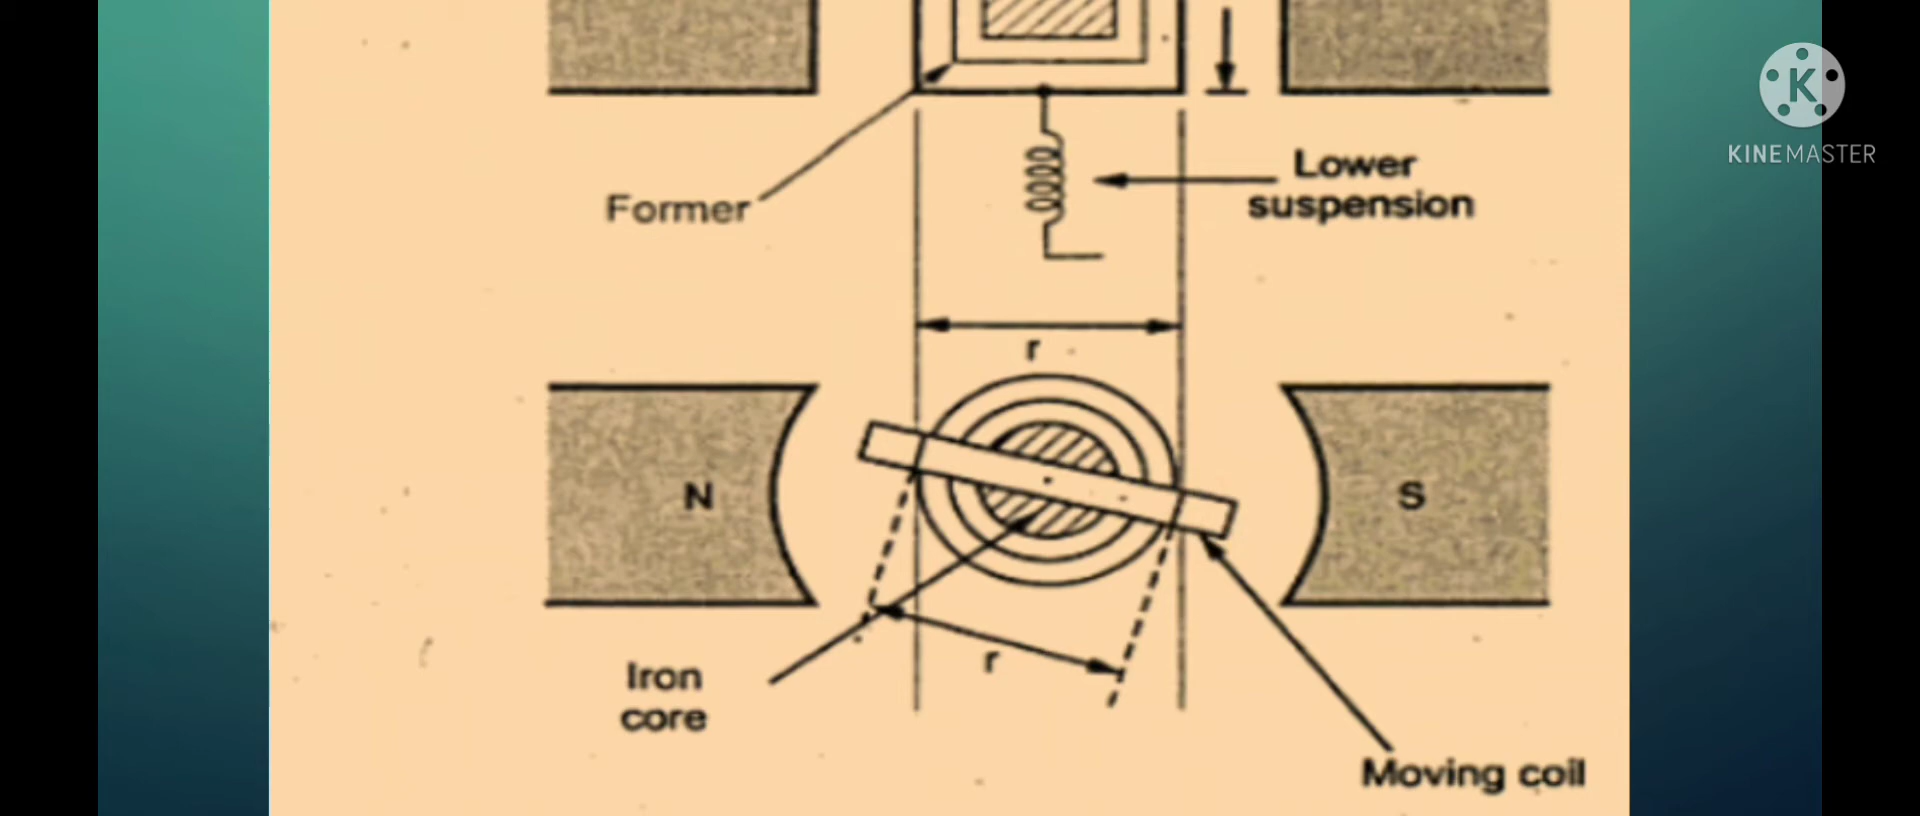 K
KINEMASTER
Lower
suspension
Former
r
N
S
r
Iron
core
Moving coil